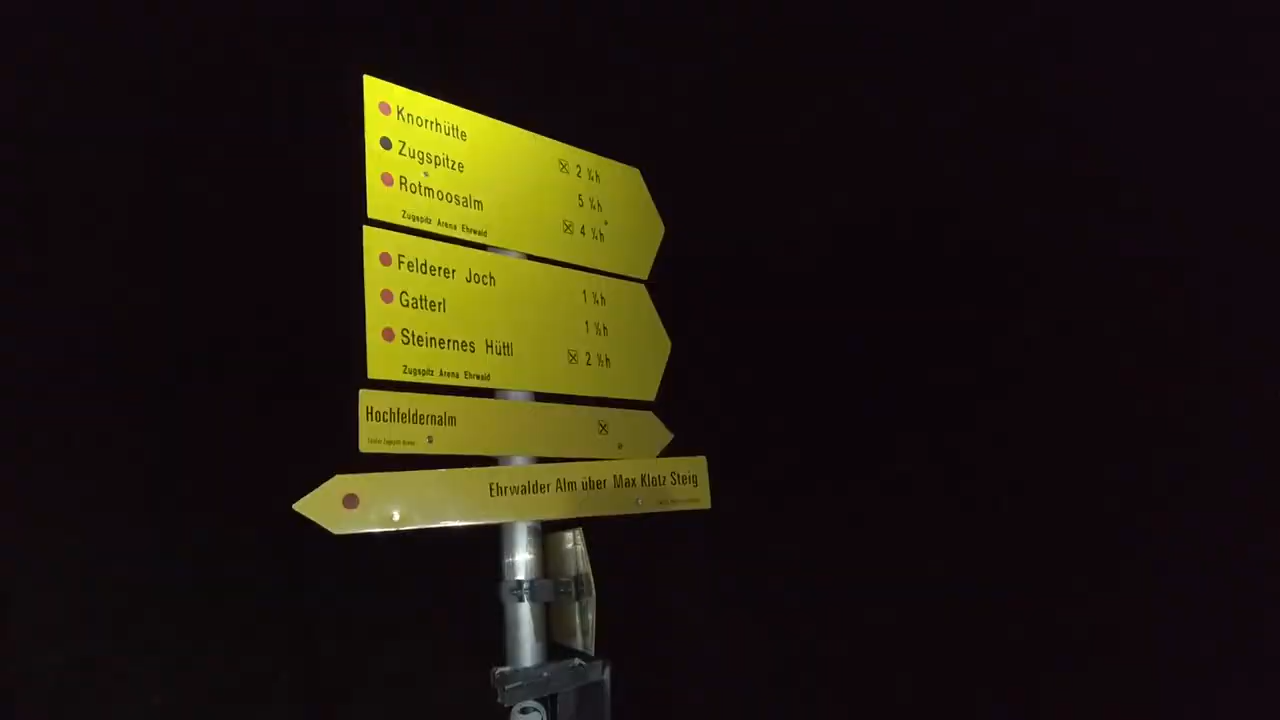 Knorrhütte
Zugspitze
Rotmoosalm
2 ¼h
5 ¼h
4 ¼h
Zugspitz Arena Ehrwald
Felderer Joch
Gatterl
Steinernes Hüttl
1 ¼h
1 ½h
2 ½h
Zugspitz Arena Ehrwald
Hochfeldernalm
Ehrwalder Alm über Max Klotz Steig